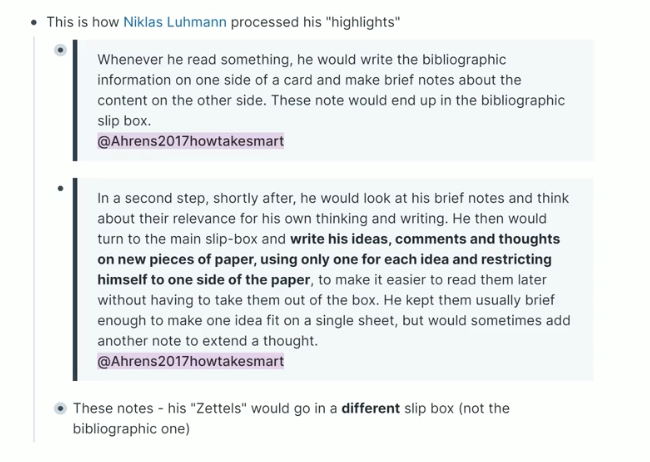 This is how Niklas Luhmann processed his "highlights"
Whenever he read something, he would write the bibliographic
information on one side of a card and make brief notes about the
content on the other side. These note would end up in the bibliographic
slip box.
@Ahrens2017howtakesmart
In a second step, shortly after, he would look at his brief notes and think
about their relevance for his own thinking and writing. He then would
turn to the main slip-box and write his ideas, comments and thoughts
on new pieces of paper, using only one for each idea and restricting
himself to one side of the paper, to make it easier to read them later
without having to take them out of the box. He kept them usually brief
enough to make one idea fit on a single sheet, but would sometimes add
another note to extend a thought.
@Ahrens2017howtakesmart
These notes - his "Zettels" would go in a different slip box (not the
bibliographic one)